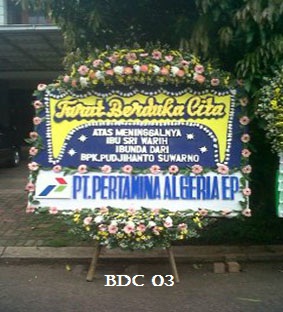 Turut Berduka Cita
ATAS MENINGGALNYA
IBU SRI WARIH
IBUNDA DARI
BPK.PUDJIHANTO SUWARNO
PT.PERTAMINA ALGERIA EP
BDC 03